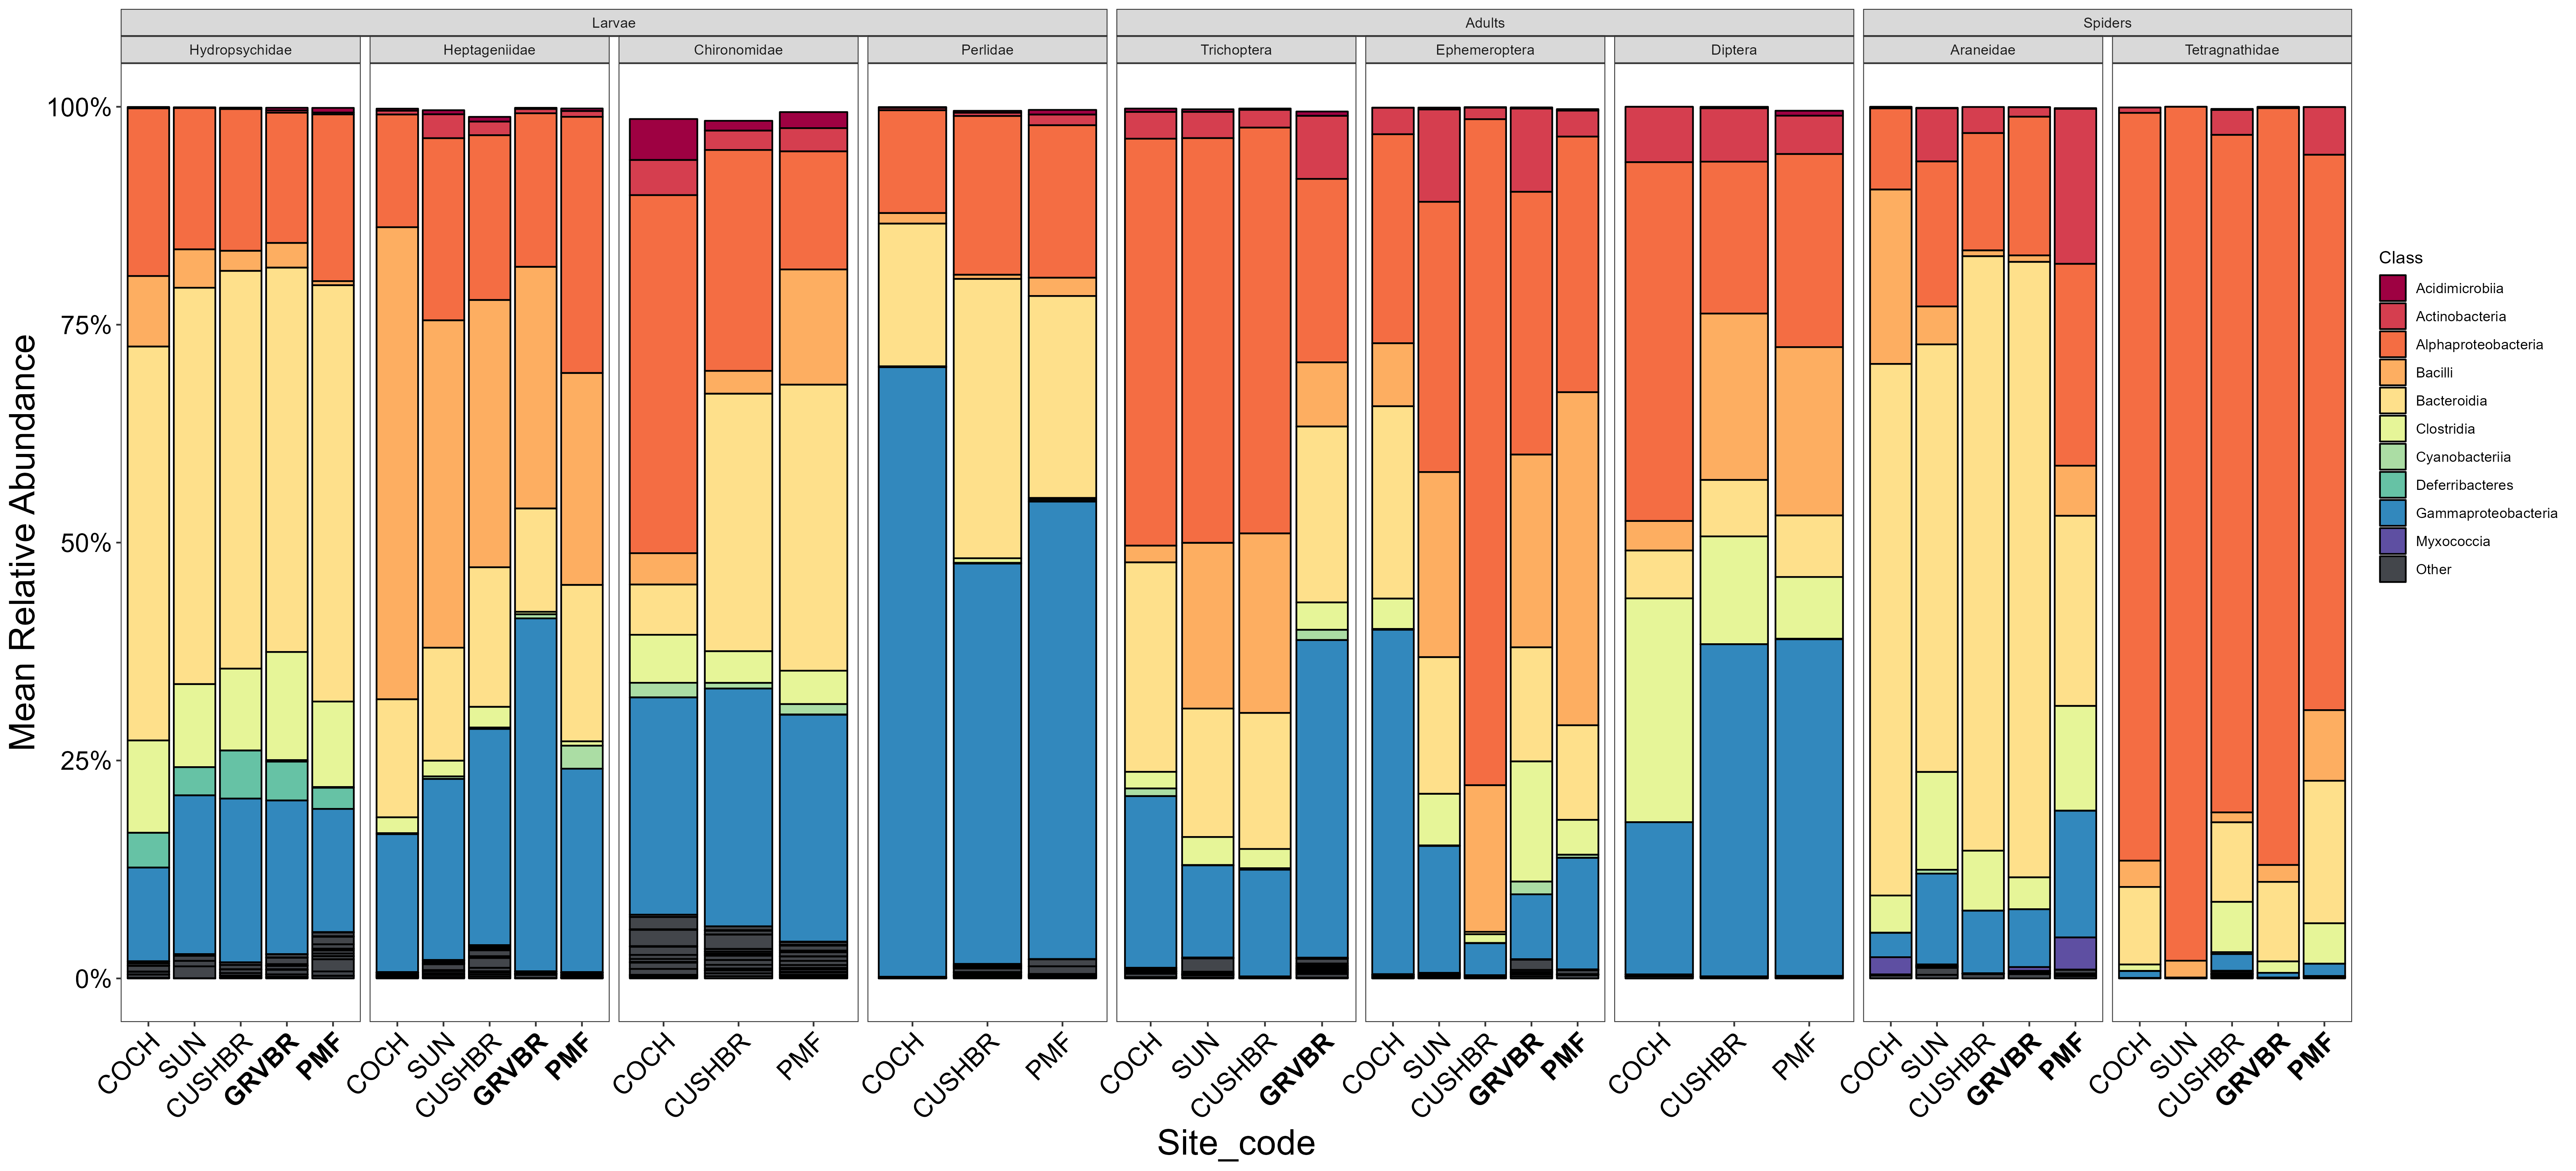 Larvae Adults Spiders
Hydropsychidae Heptageniidae Chironomidae Perlidae Trichoptera Ephemeroptera Diptera Araneidae Tetragnathidae
100%
75%
50%
25%
0%
Mean Relative Abundance
COCH SUN CUSHBR GRVBR PMF COCH SUN CUSHBR GRVBR PMF COCH CUSHBR PMF COCH CUSHBR PMF COCH SUN CUSHBR GRVBR COCH SUN CUSHBR GRVBR PMF COCH CUSHBR PMF COCH SUN CUSHBR GRVBR PMF COCH SUN CUSHBR GRVBR PMF
Site_code
Class
Acidimicrobiia
Actinobacteria
Alphaproteobacteria
Bacilli
Bacteroidia
Clostridia
Cyanobacteriia
Deferribacteres
Gammaproteobacteria
Myxococcia
Other